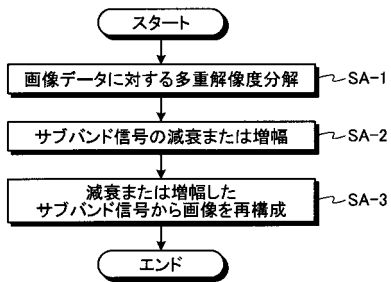 スタート
画像データに対する多重解像度分解
SA-1
サブバンド信号の減衰または増幅
SA-2
減衰または増幅した
サブバンド信号から画像を再構成
SA-3
エンド